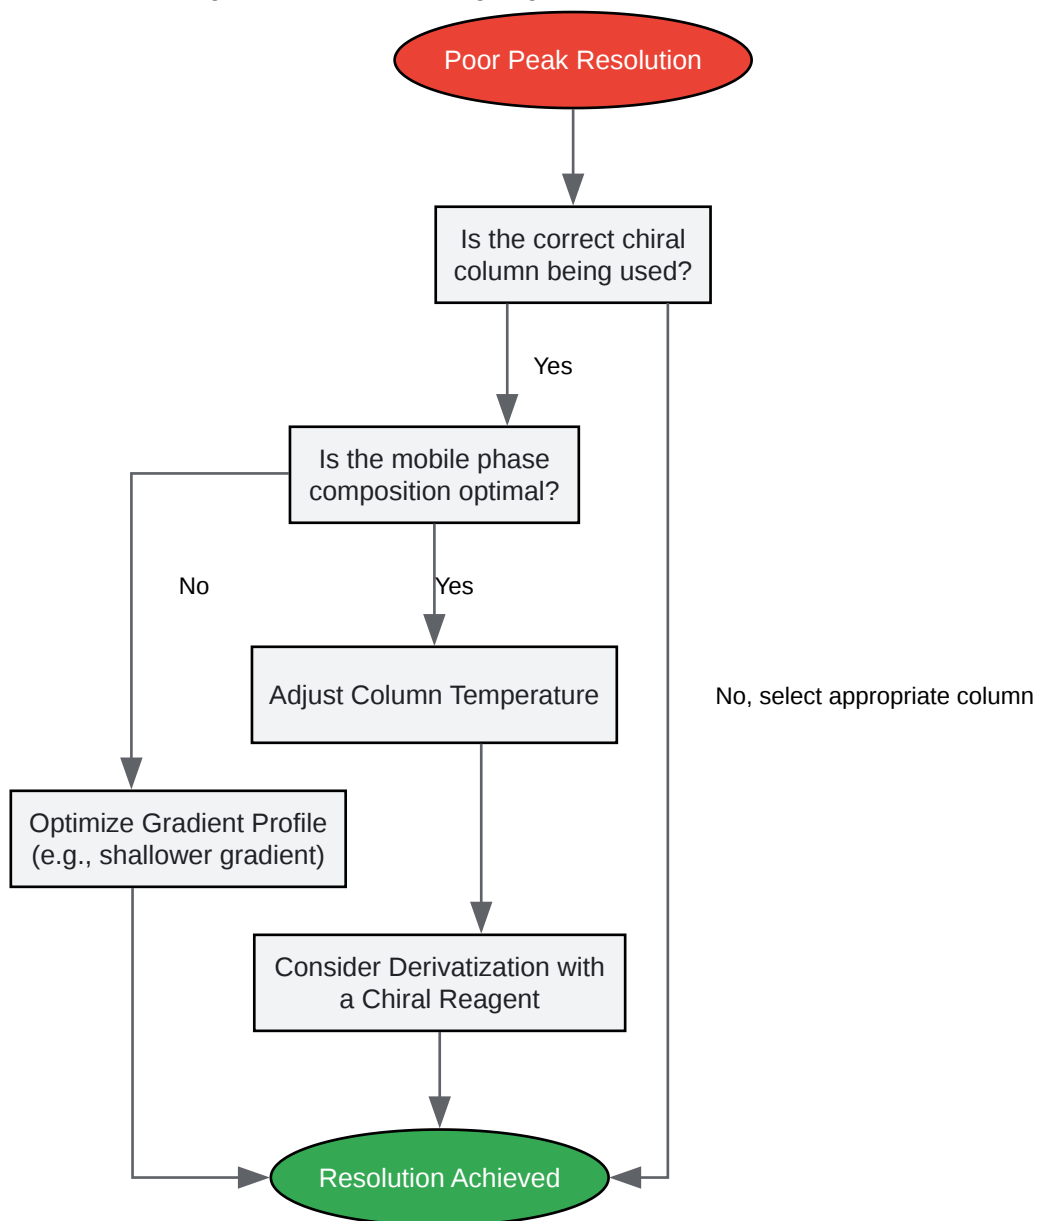 Poor Peak Resolution
Is the correct chiral
column being used?
Yes
Is the mobile phase
composition optimal?
No
Yes
Adjust Column Temperature
No, select appropriate column
Optimize Gradient Profile
(e.g., shallower gradient)
Consider Derivatization with
a Chiral Reagent
Resolution Achieved